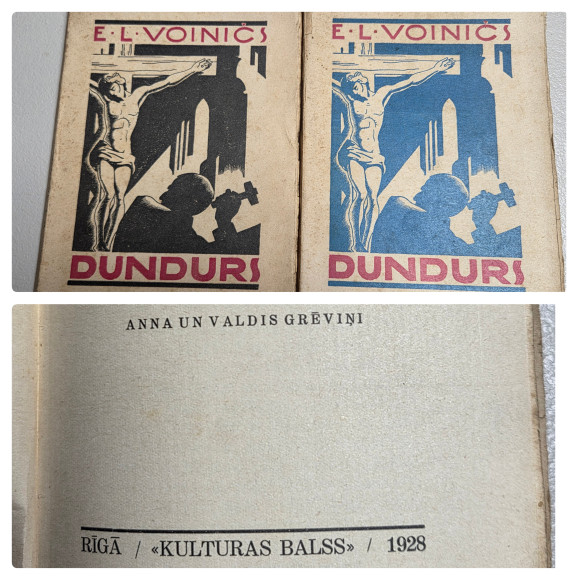 E·L·VOINIČS
DUNDURS
E·L·VOINIČS
DUNDURS
ANNA UN VALDIS GRĒVIŅI
RĪGĀ / «KULTURAS BALSS» / 1928